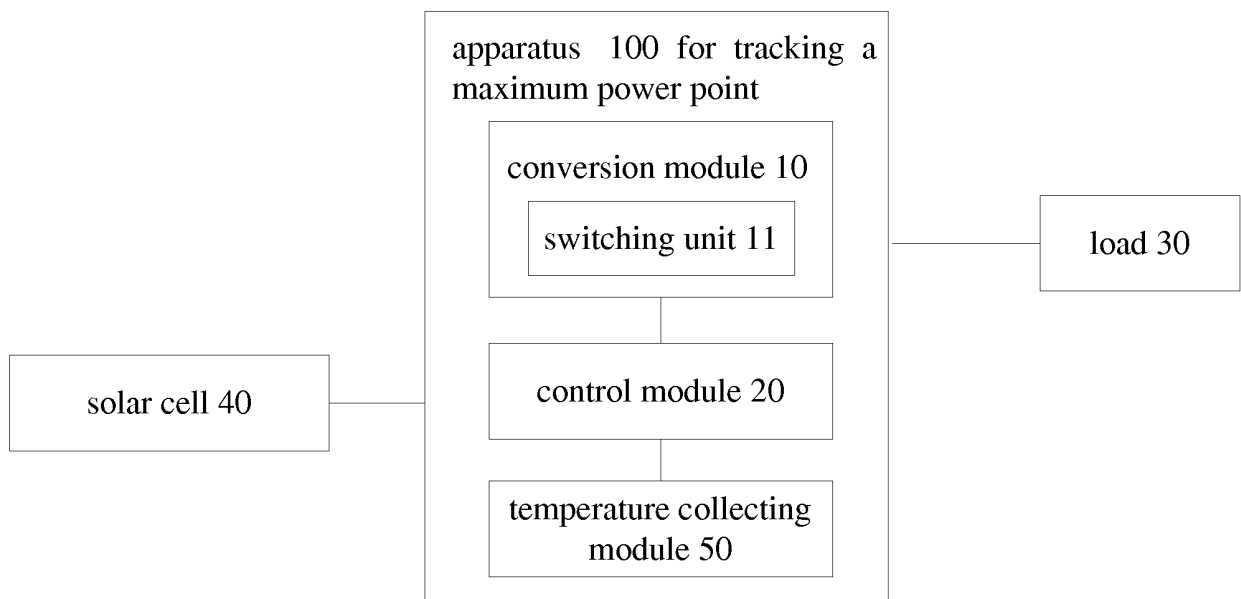 apparatus 100 for tracking a
maximum power point
conversion module 10
switching unit 11
load 30
solar cell 40
control module 20
temperature collecting
module 50